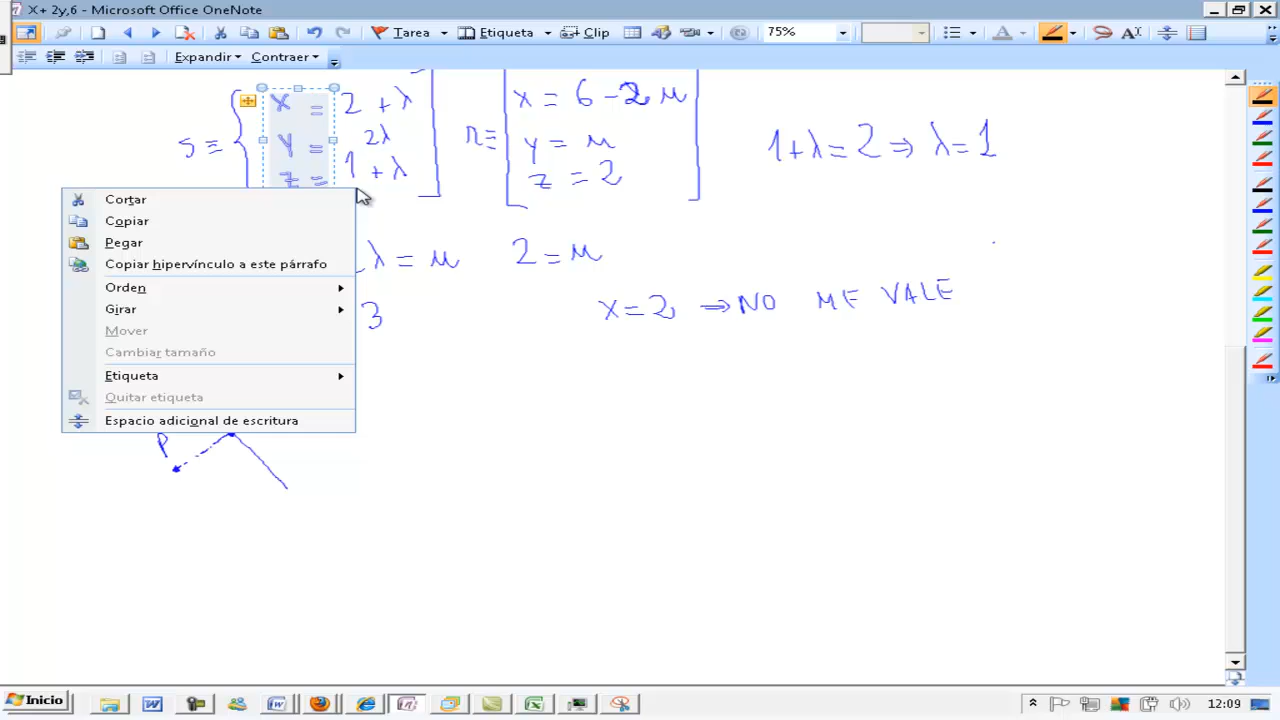 X+ 2y,6 - Microsoft Office OneNote
Tarea Etiqueta Clip 75%
Expandir Contraer
s ≡ { x = 2 + λ
y = 2λ
z = 1 + λ
r ≡ x = 6 - 2μ
y = μ
z = 2
1+λ = 2 ⇒ λ = 1
λ = μ 2 = μ
3 x = 2 ⇒ NO ME VALE
Cortar
Copiar
Pegar
Copiar hipervínculo a este párrafo
Orden
Girar
Mover
Cambiar tamaño
Etiqueta
Quitar etiqueta
Espacio adicional de escritura
P
Inicio 12:09